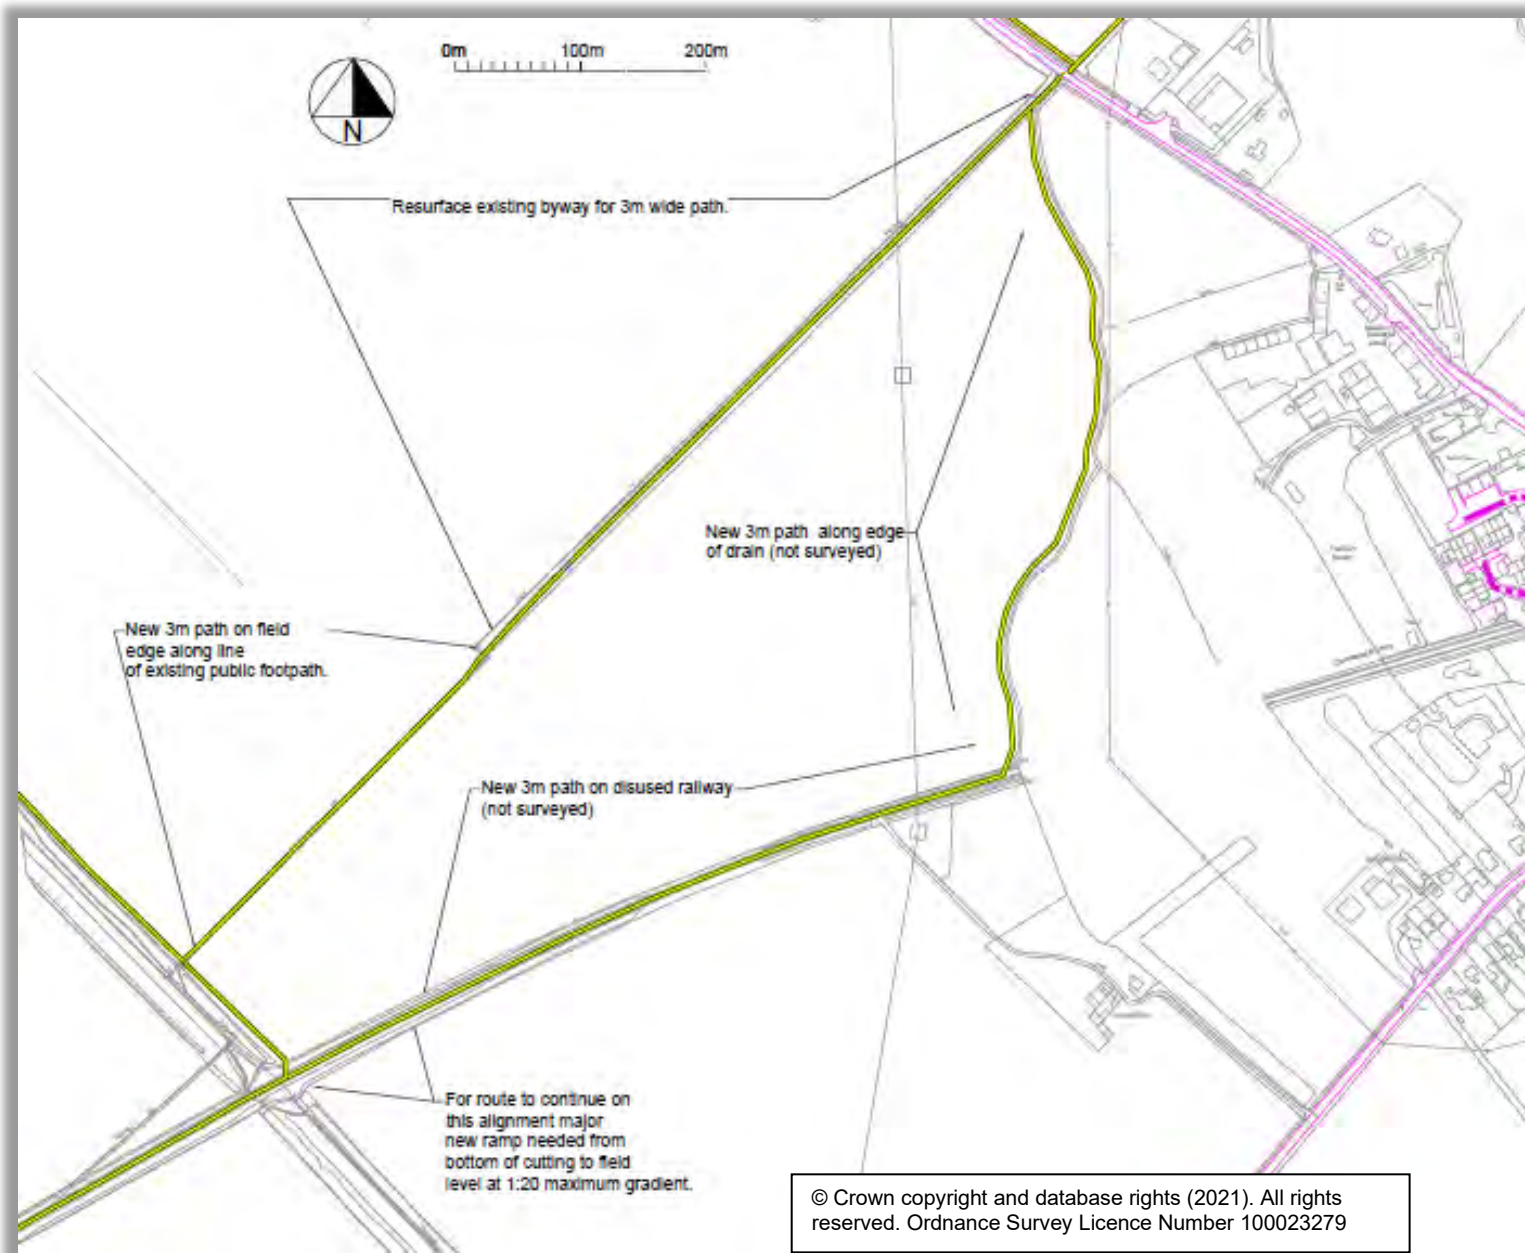 0m 100m 200m
N
Resurface existing byway for 3m wide path.
New 3m path along edge
of drain (not surveyed)
New 3m path on field
edge along line
of existing public footpath.
New 3m path on disused railway
(not surveyed)
For route to continue on
this alignment major
new ramp needed from
bottom of cutting to field
level at 1:20 maximum gradient.
© Crown copyright and database rights (2021). All rights
reserved. Ordnance Survey Licence Number 100023279